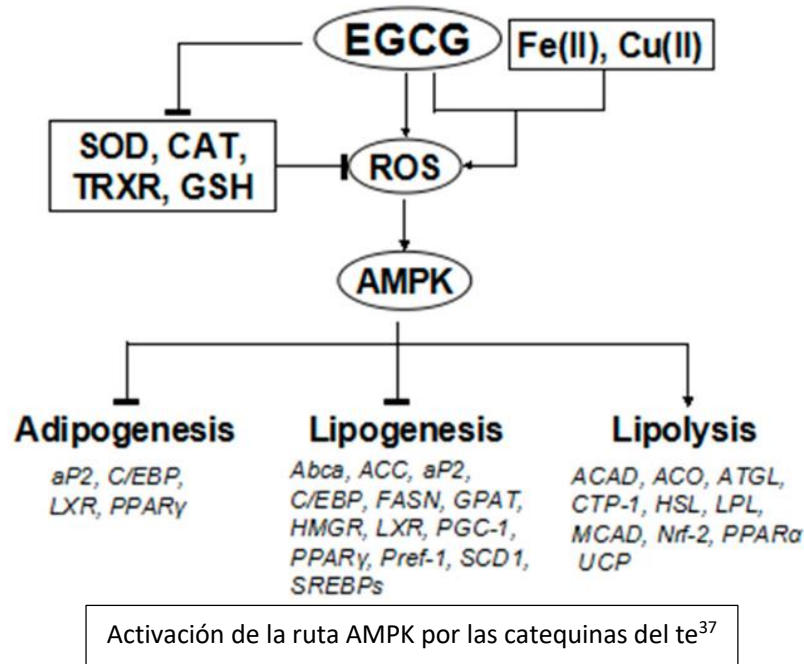 EGCG
Fe(II), Cu(II)
SOD, CAT,
TRXR, GSH
ROS
AMPK
Adipogenesis
aP2, C/EBP,
LXR, PPARγ
Lipogenesis
Abca, ACC, aP2,
C/EBP, FASN, GPAT,
HMGR, LXR, PGC-1,
PPARγ, Pref-1, SCD1,
SREBPs
Lipolysis
ACAD, ACO, ATGL,
CTP-1, HSL, LPL,
MCAD, Nrf-2, PPARα
UCP
Activación de la ruta AMPK por las catequinas del te³⁷